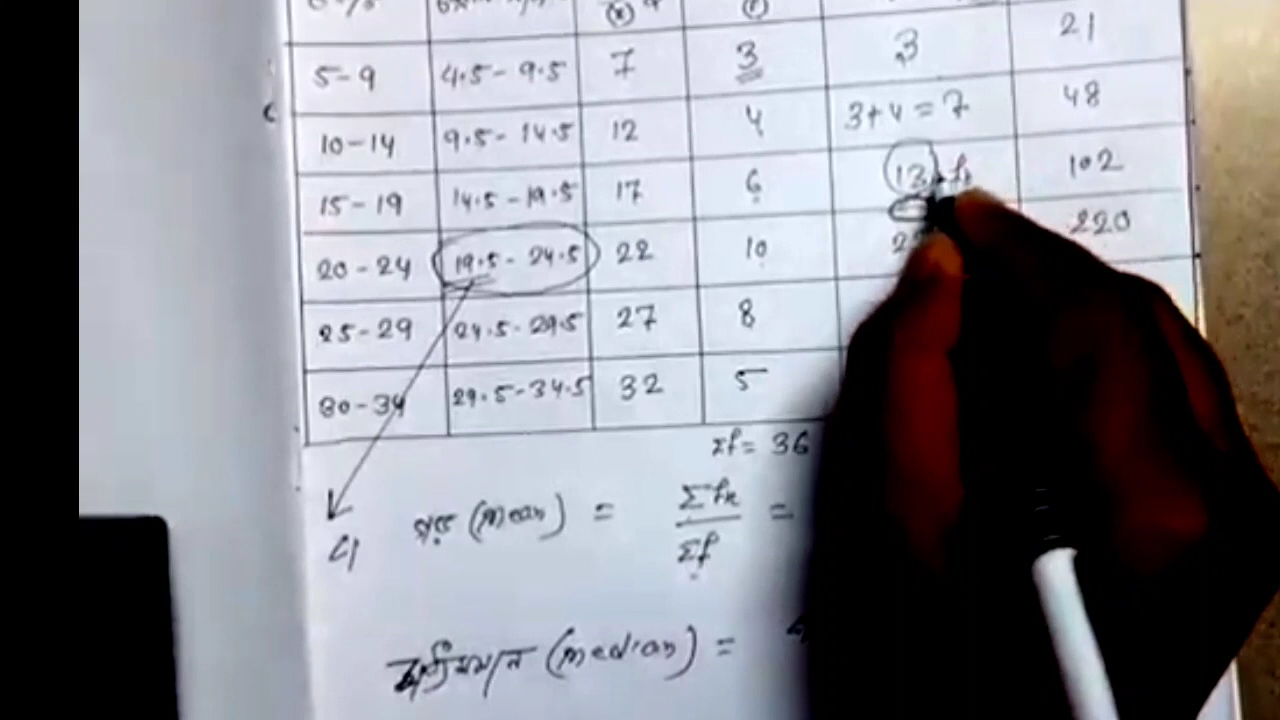 (x) (f)
5-9 4.5-9.5 7 3 3 21
10-14 9.5-14.5 12 4 3+4=7 48
15-19 14.5-19.5 17 6 13 102
20-24 19.5-24.5 22 10 220
25-29 24.5-29.5 27 8
30-34 29.5-34.5 32 5
Σf= 36
গড় (Mean) = Σfx =
Σf
L1
(Median) =